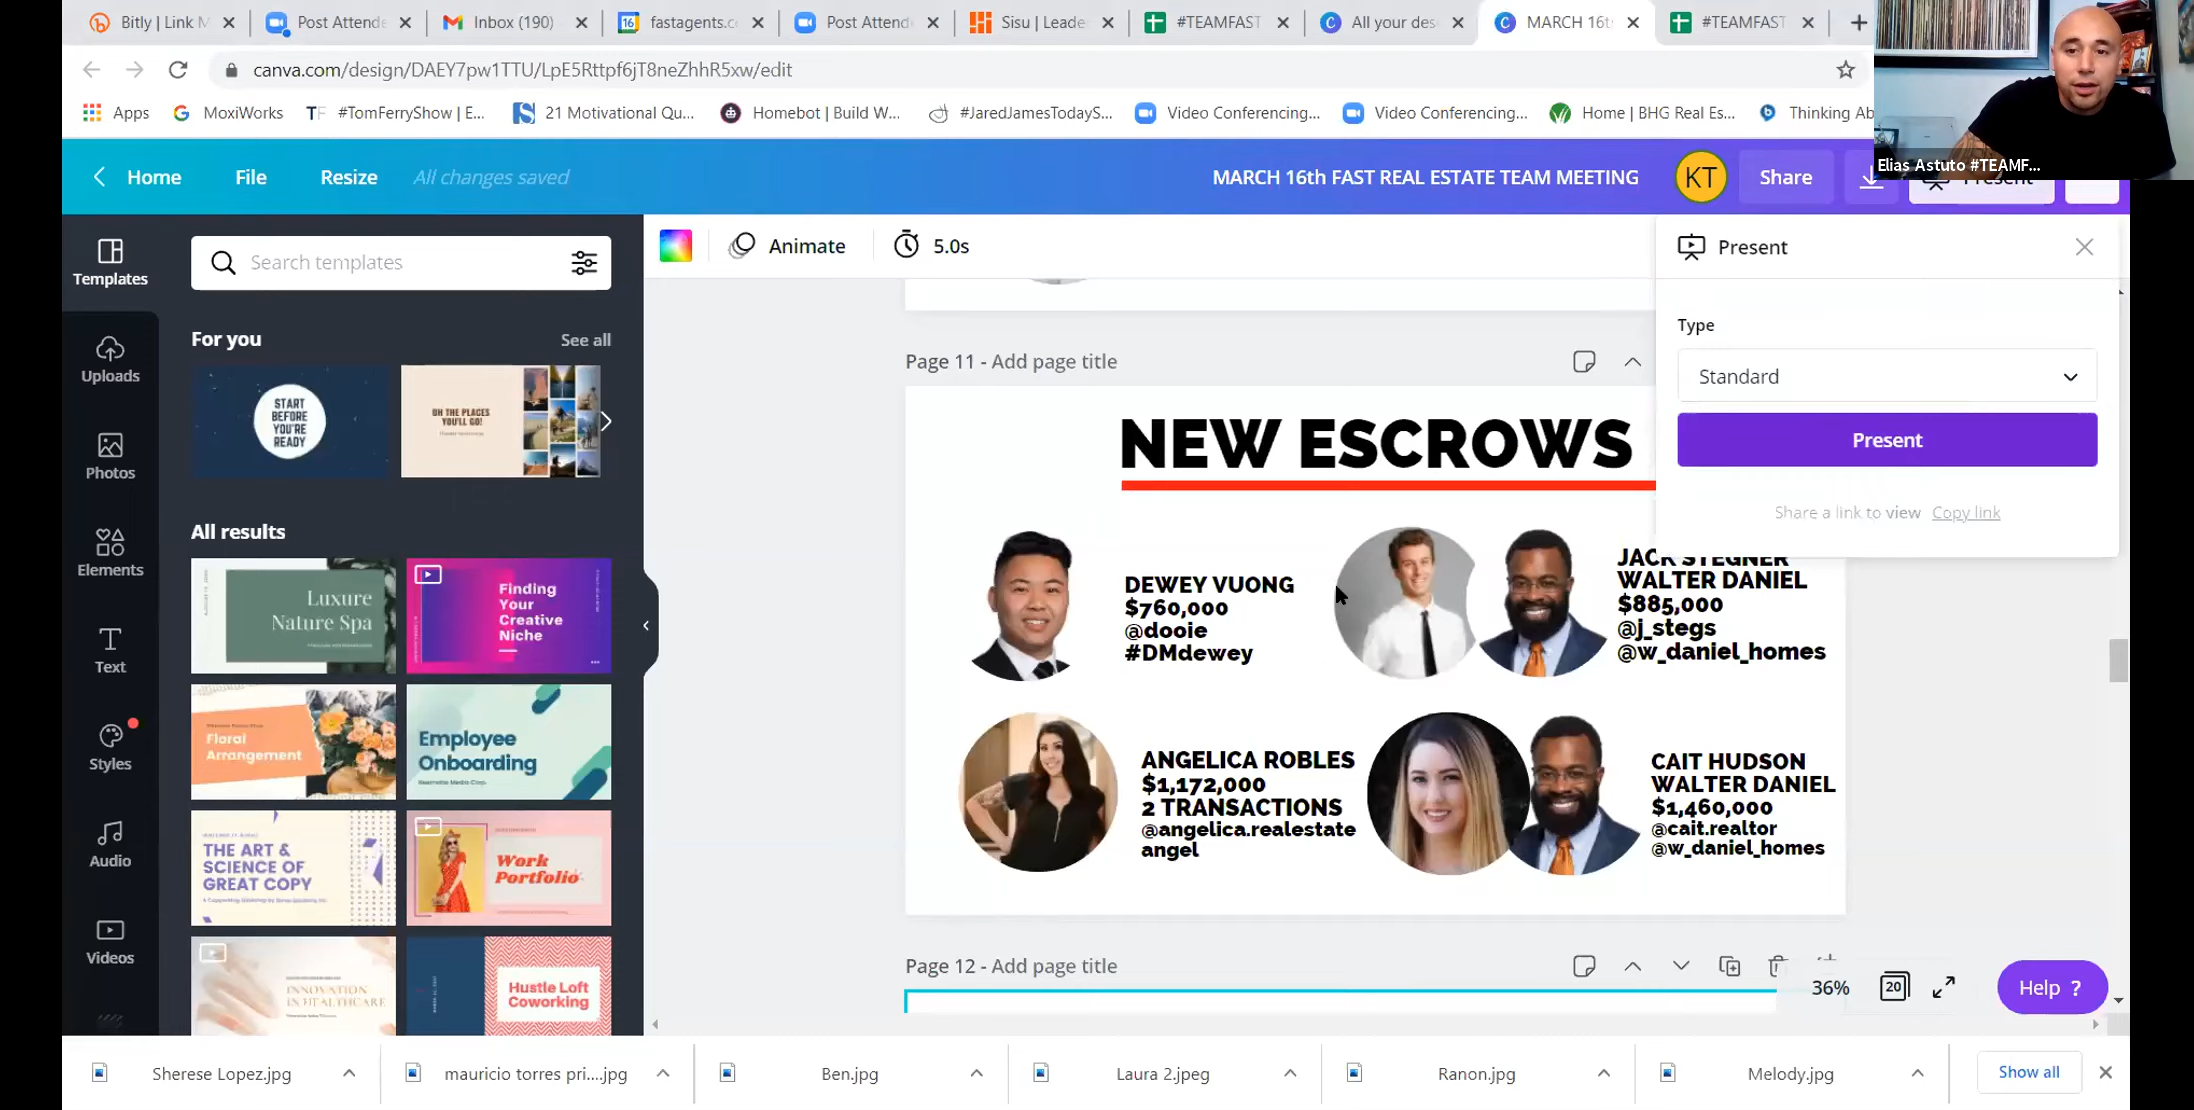 Bitly | Link M
Post Attende
Inbox (190)
16
fastagents.c
Post Attend
Sisu | Leade
#TEAMFAST
All your des
MARCH 16t
#TEAMFAST
canva.com/design/DAEY7pw1TTU/LpE5Rttpf6jT8neZhhR5xw/edit
Apps
MoxiWorks
#TomFerryShow | E...
21 Motivational Qu...
Homebot | Build W...
#JaredJamesTodayS...
Video Conferencing...
Video Conferencing...
Home | BHG Real Es...
Thinking Ab
Elias Astuto #TEAMF...
Home
File
Resize
All changes saved
MARCH 16th FAST REAL ESTATE TEAM MEETING
KT
Share
Present
Templates
Uploads
Photos
Elements
Text
Styles
Audio
Videos
Search templates
For you
See all
START
BEFORE
YOU'RE
READY
OH THE PLACES
YOU'LL GO!
All results
Luxure
Nature Spa
Finding
Your
Creative
Niche
Floral
Arrangement
Employee
Onboarding
THE ART &
SCIENCE OF
GREAT COPY
Work
Portfolio
INNOVATION
IN HEALTHCARE
Hustle Loft
Coworking
Animate
5.0s
Page 11 - Add page title
NEW ESCROWS
DEWEY VUONG
$760,000
@dooie
#DMdewey
JACK STEGNER
WALTER DANIEL
$885,000
@j_stegs
@w_daniel_homes
ANGELICA ROBLES
$1,172,000
2 TRANSACTIONS
@angelica.realestate
angel
CAIT HUDSON
WALTER DANIEL
$1,460,000
@cait.realtor
@w_daniel_homes
Page 12 - Add page title
Present
Type
Standard
Present
Share a link to view Copy link
36%
20
Help ?
Sherese Lopez.jpg
mauricio torres pri....jpg
Ben.jpg
Laura 2.jpeg
Ranon.jpg
Melody.jpg
Show all